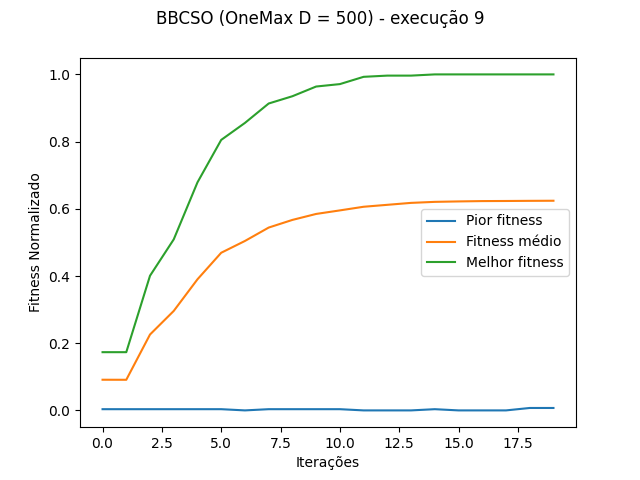 BBCSO (OneMax D = 500) - execução 9
Fitness Normalizado
1.0
0.8
0.6
0.4
0.2
0.0
Pior fitness
Fitness médio
Melhor fitness
0.0 2.5 5.0 7.5 10.0 12.5 15.0 17.5
Iterações